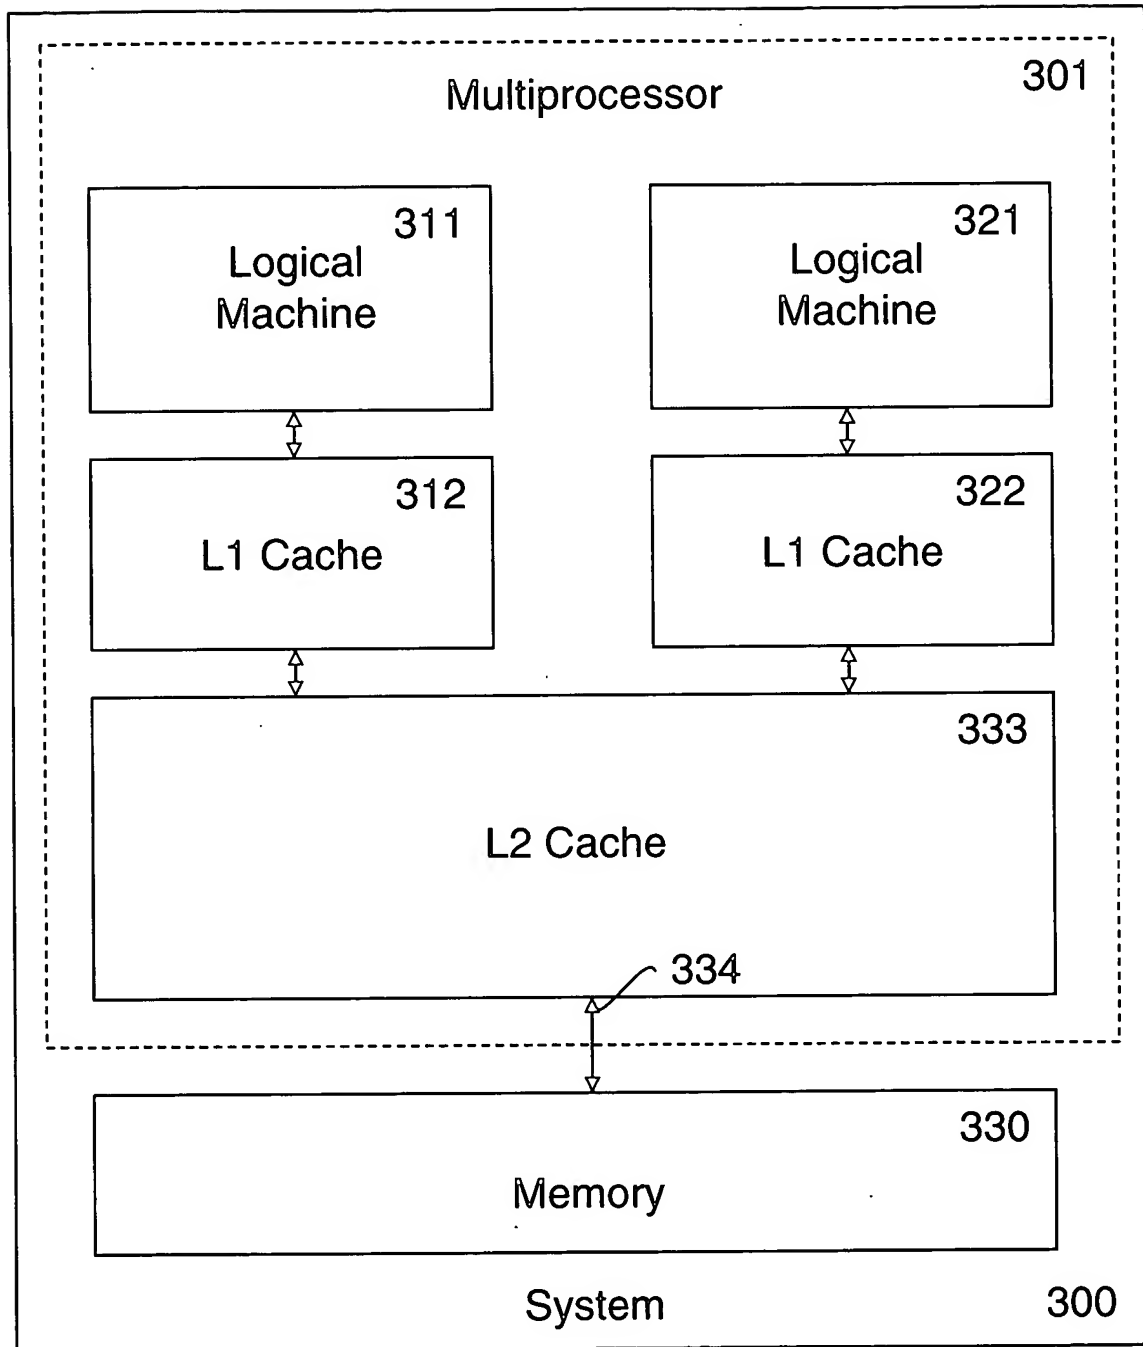 301
Multiprocessor
311
Logical
Machine
321
Logical
Machine
312
L1 Cache
322
L1 Cache
333
L2 Cache
334
330
Memory
System
300